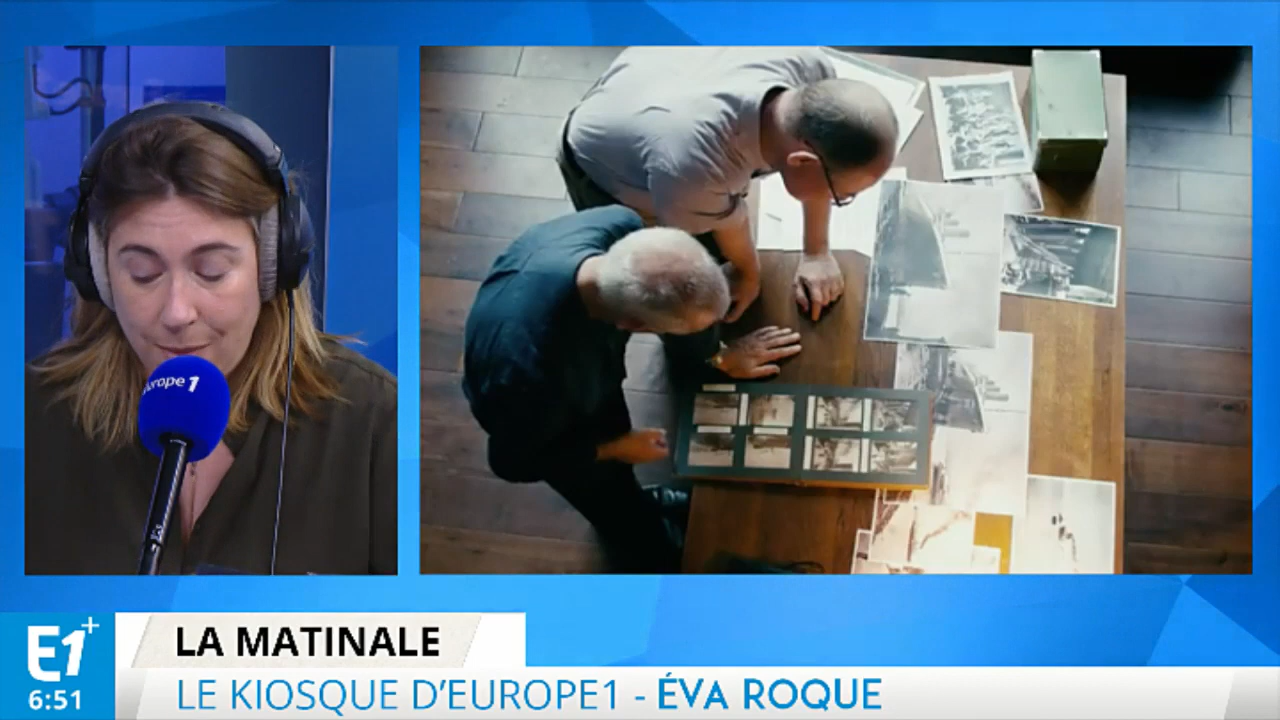 Europe 1
LA MATINALE
E1+
6:51
LE KIOSQUE D'EUROPE1 - ÉVA ROQUE